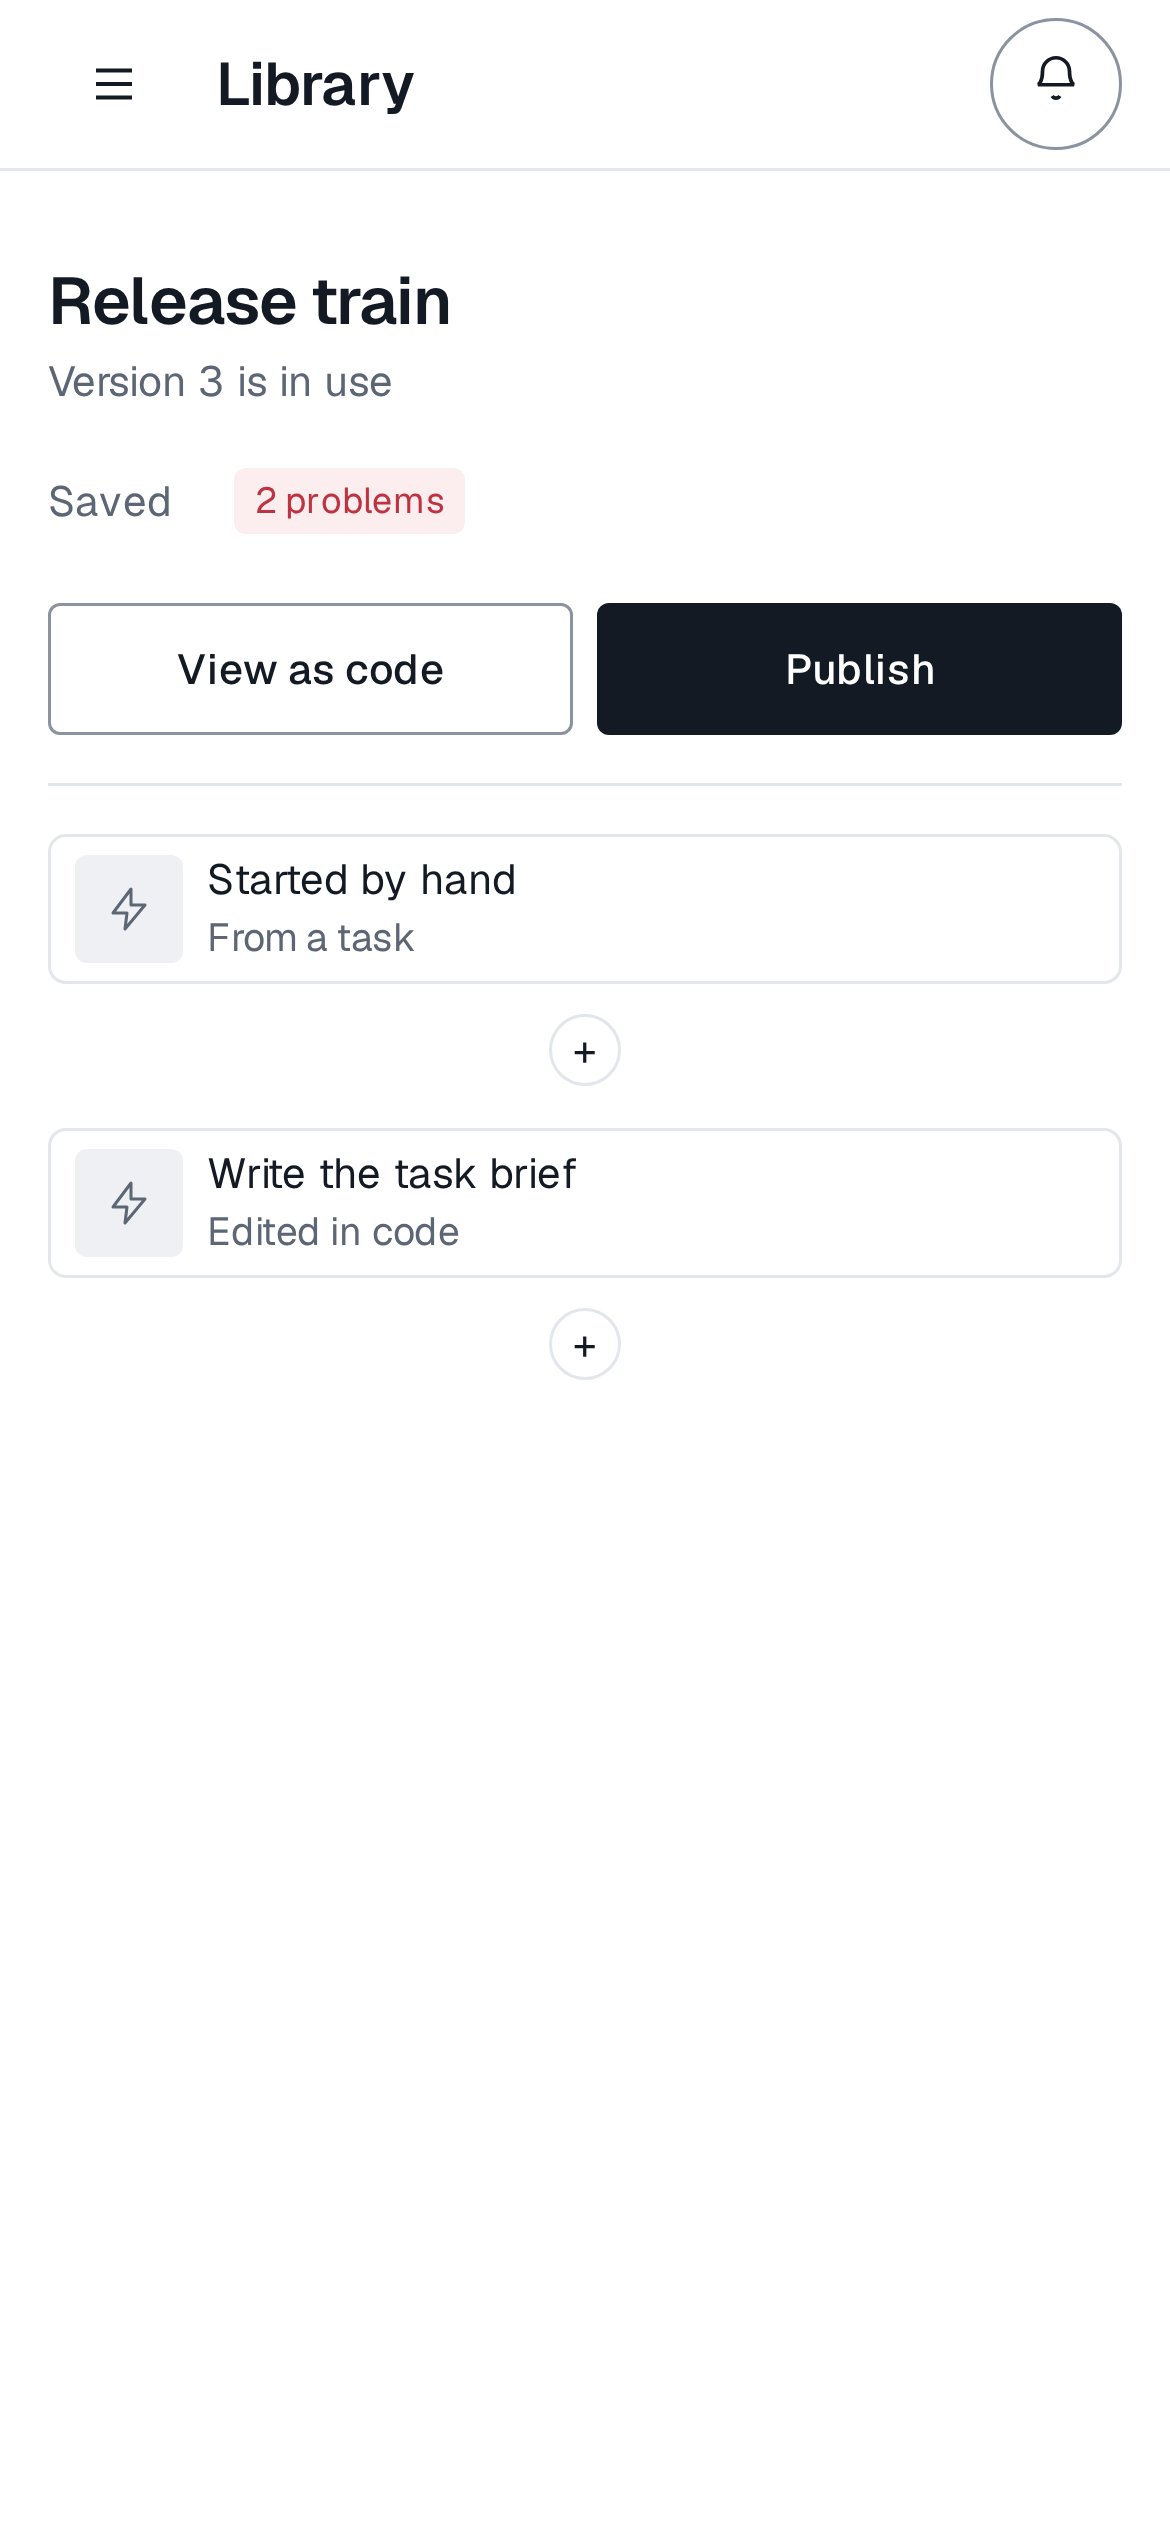 Library
Release train
Version 3 is in use
Saved
2 problems
View as code
Publish
Started by hand
From a task
+
Write the task brief
Edited in code
+